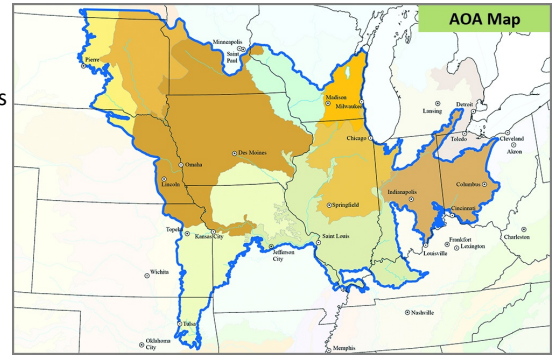 AOA Map
s
Minneapolis
Saint
Paul
Pierre
Madison
Milwaukee
Lansing
Detroit
Chicago
Toledo
Cleveland
Akron
Des Moines
Omaha
Lincoln
Indianapolis
Columbus
Springfield
Cincinnati
Topeka
Kansas City
Jefferson
City
Saint Louis
Louisville
Frankfort
Lexington
Charleston
Wichita
Nashville
Tulsa
Oklahoma
City
Memphis